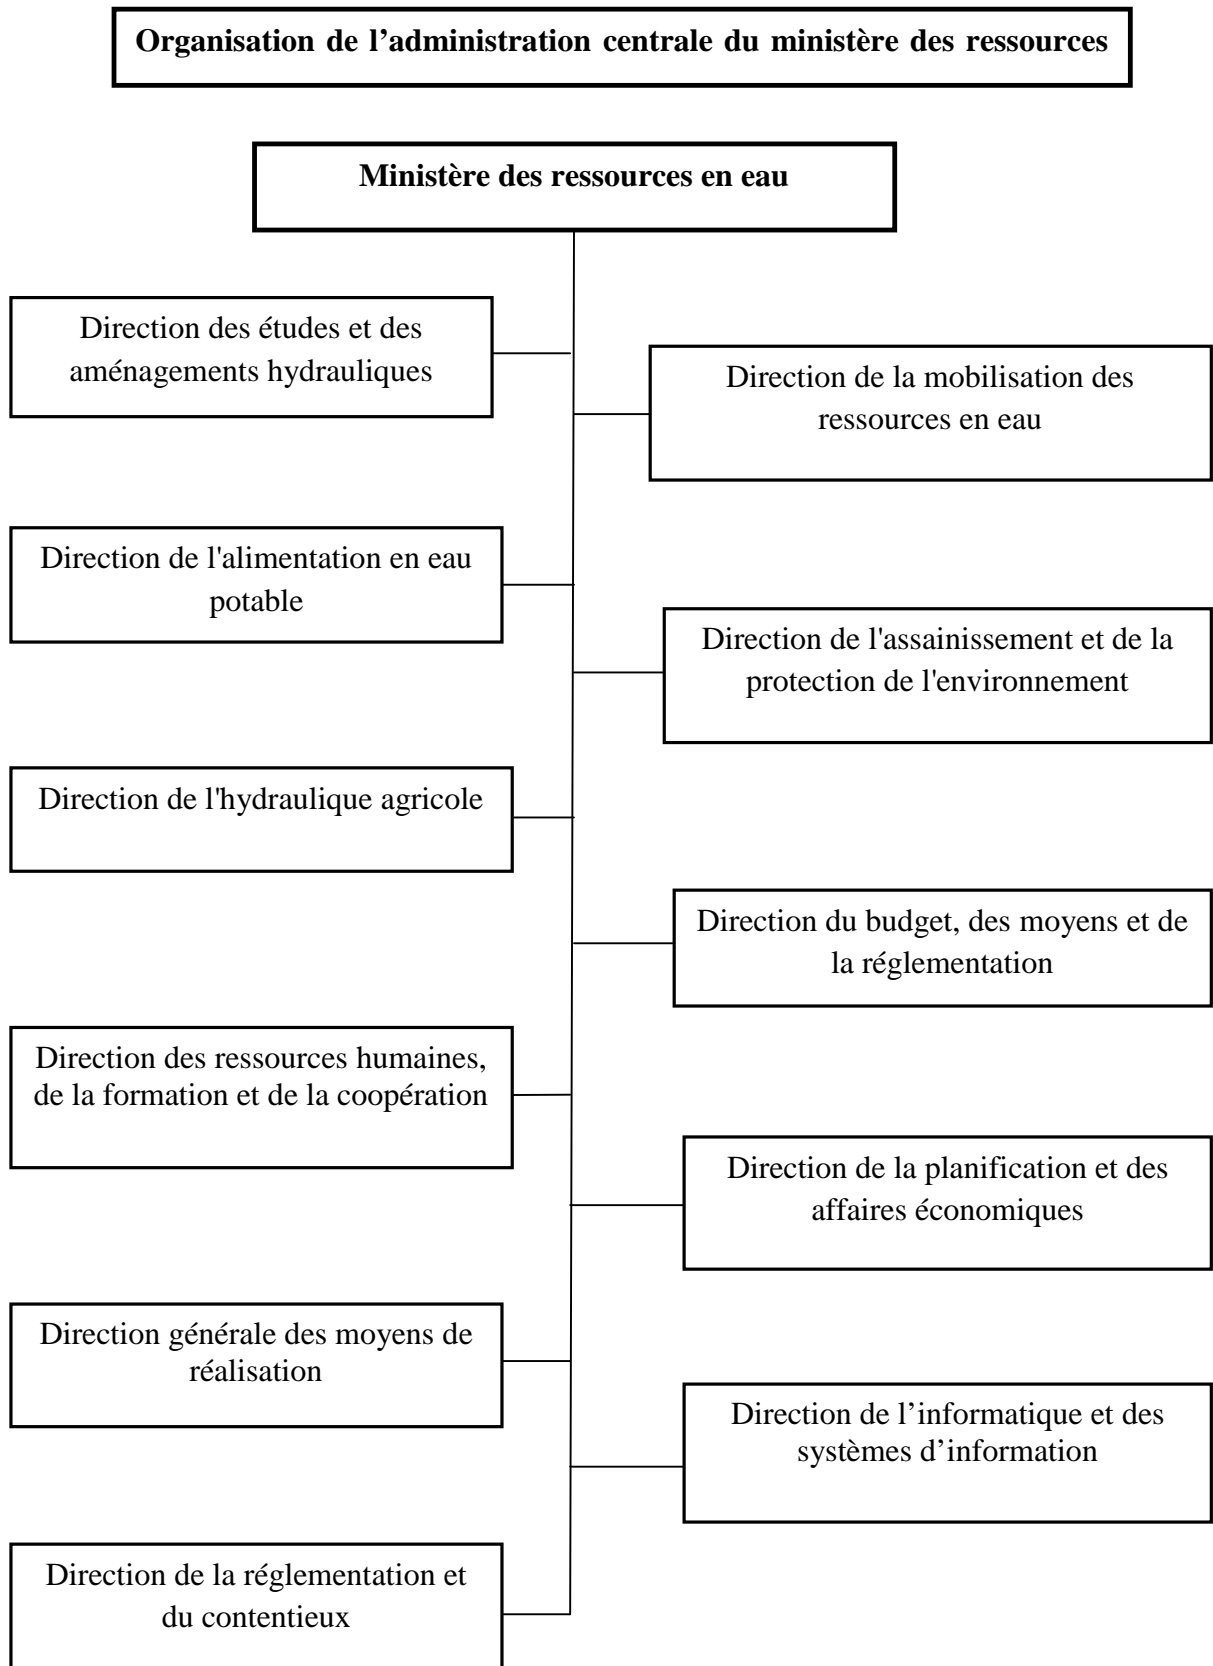 Organisation de l’administration centrale du ministère des ressources
Ministère des ressources en eau
Direction des études et des
aménagements hydrauliques
Direction de la mobilisation des
ressources en eau
Direction de l'alimentation en eau
potable
Direction de l'assainissement et de la
protection de l'environnement
Direction de l'hydraulique agricole
Direction du budget, des moyens et de
la réglementation
Direction des ressources humaines,
de la formation et de la coopération
Direction de la planification et des
affaires économiques
Direction générale des moyens de
réalisation
Direction de l’informatique et des
systèmes d’information
Direction de la réglementation et
du contentieux